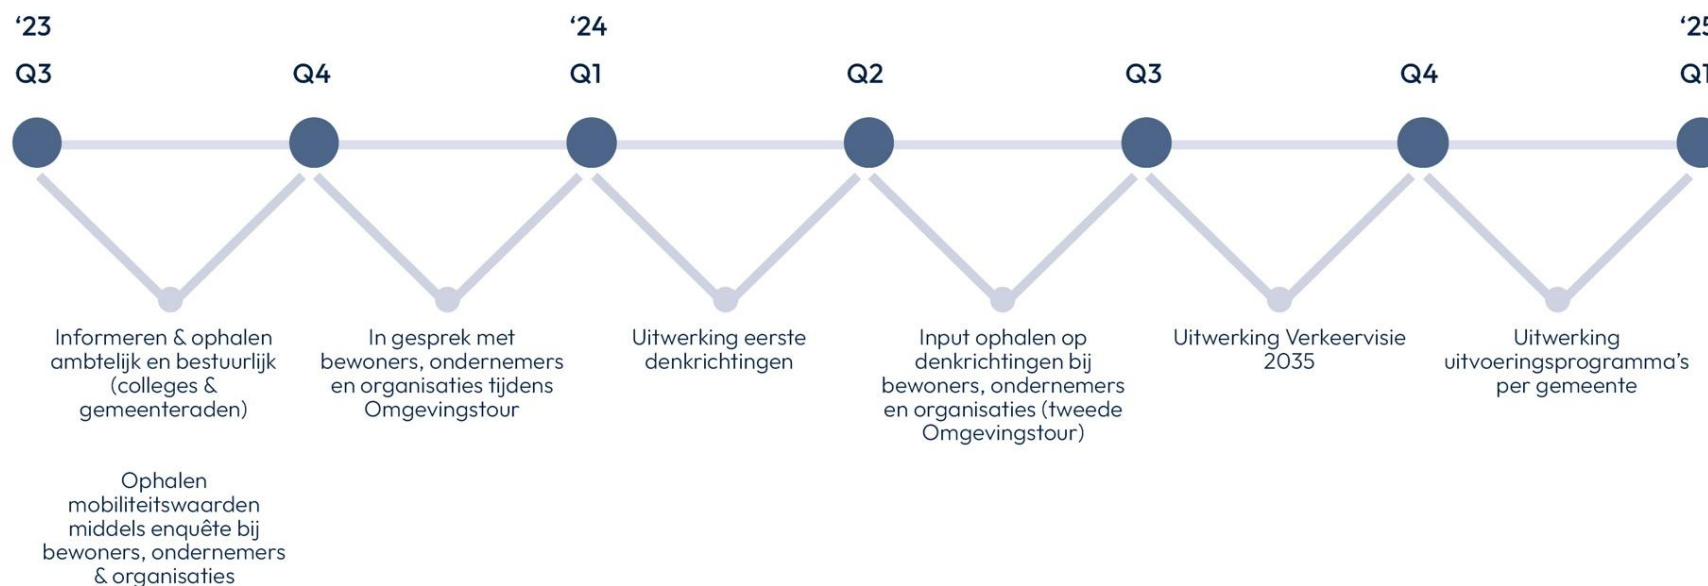 ‘23
‘24
‘25
Q3
Q4
Q1
Q2
Q3
Q4
Q1
Informeren & ophalen
ambtelijk en bestuurlijk
(colleges &
gemeenteraden)
Ophalen
mobiliteitswaarden
middels enquête bij
bewoners, ondernemers
& organisaties
In gesprek met
bewoners, ondernemers
en organisaties tijdens
Omgevingstour
Uitwerking eerste
denkrichtingen
Input ophalen op
denkrichtingen bij
bewoners, ondernemers
en organisaties (tweede
Omgevingstour)
Uitwerking Verkeervisie
2035
Uitwerking
uitvoeringsprogramma’s
per gemeente